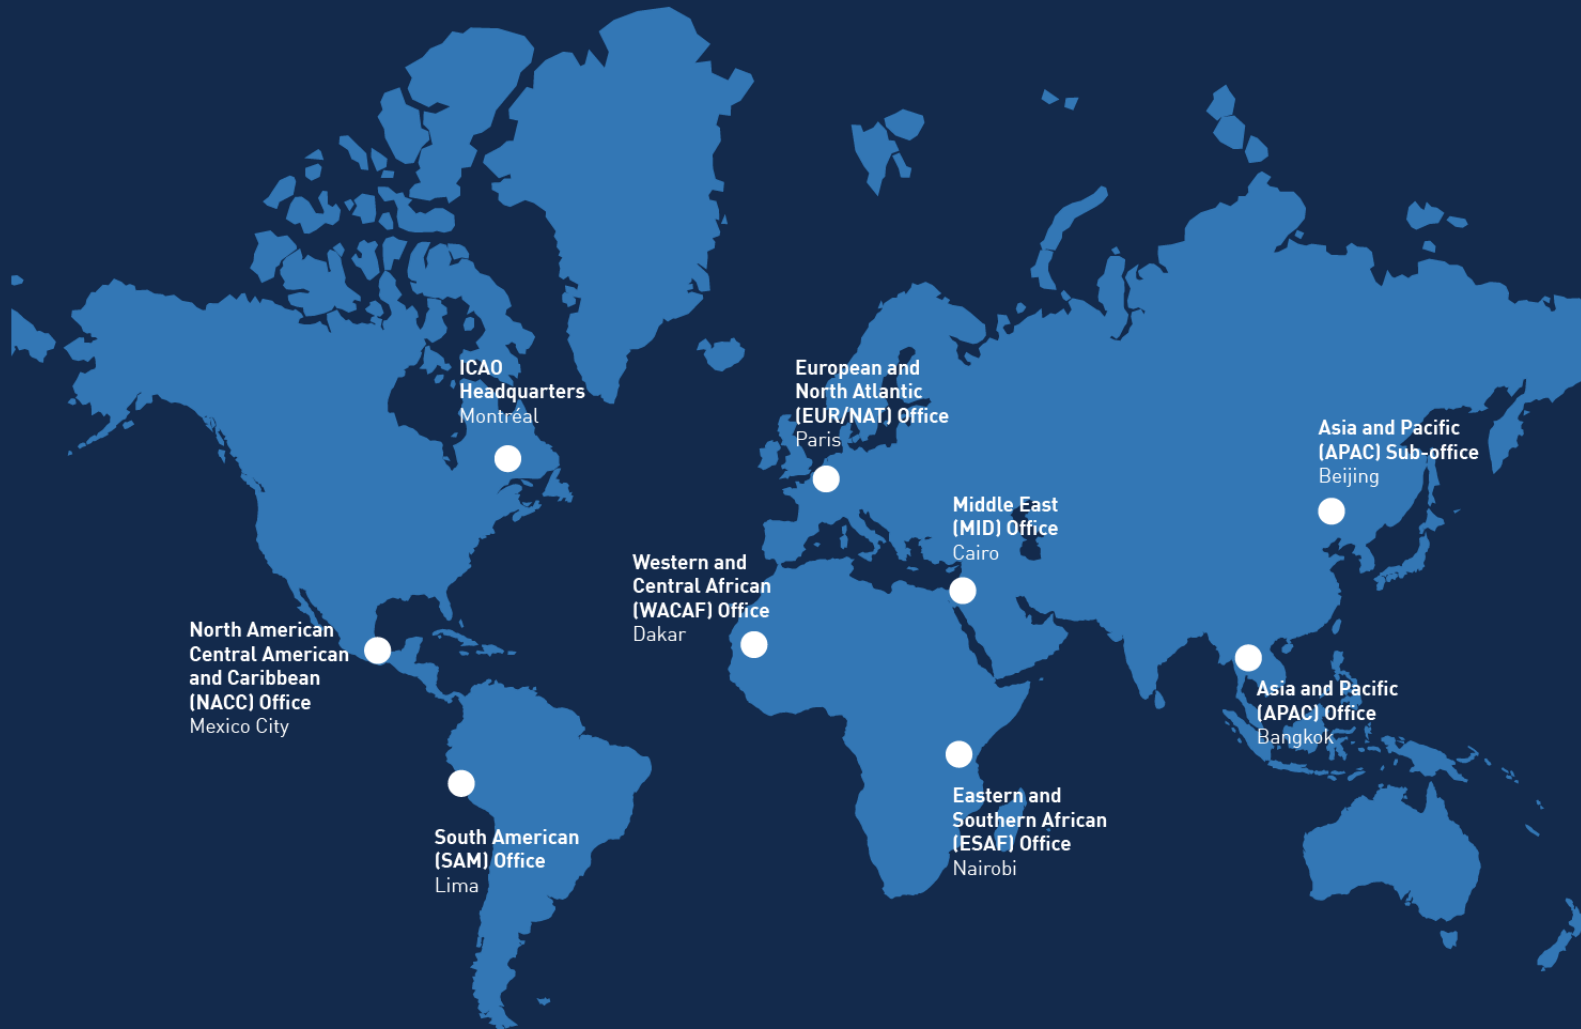 ICAO
Headquarters
Montréal
European and
North Atlantic
(EUR/NAT) Office
Paris
Asia and Pacific
(APAC) Sub-office
Beijing
Middle East
(MID) Office
Cairo
Western and
Central African
(WACAF) Office
Dakar
North American
Central American
and Caribbean
(NACC) Office
Mexico City
Asia and Pacific
(APAC) Office
Bangkok
Eastern and
Southern African
(ESAF) Office
Nairobi
South American
(SAM) Office
Lima